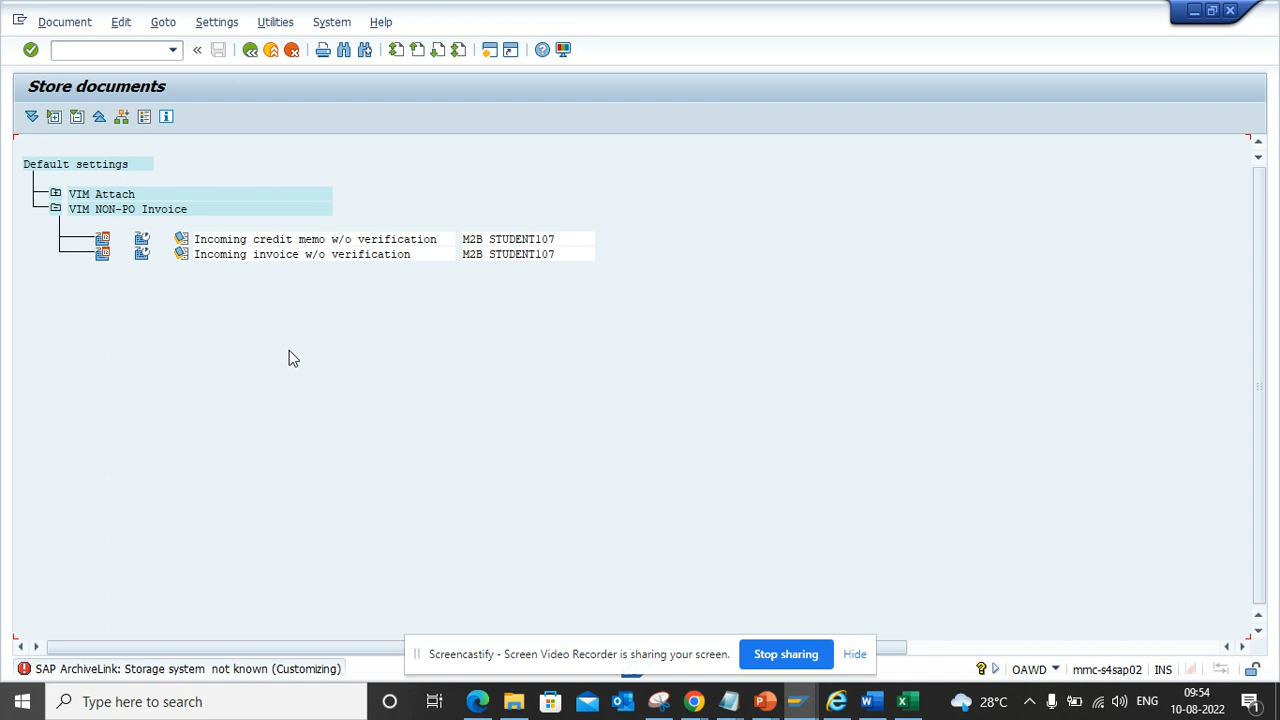 Document Edit Goto Settings Utilities System Help
Store documents
Default settings
VIM Attach
VIM NON-PO Invoice
Incoming credit memo w/o verification M2B STUDENT107
Incoming invoice w/o verification M2B STUDENT107
Screencastify - Screen Video Recorder is sharing your screen. Stop sharing Hide
SAP ArchiveLink: Storage system not known (Customizing) OAWD mmc-s4sap02 INS
Type here to search 28°C ENG 09:54
10-08-2022